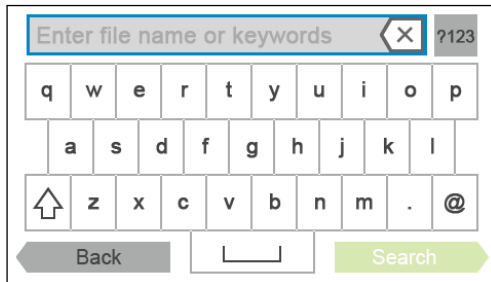 Enter file name or keywords ?123
q w e r t y u i o p
a s d f g h j k l
z x c v b n m . @
Back Search